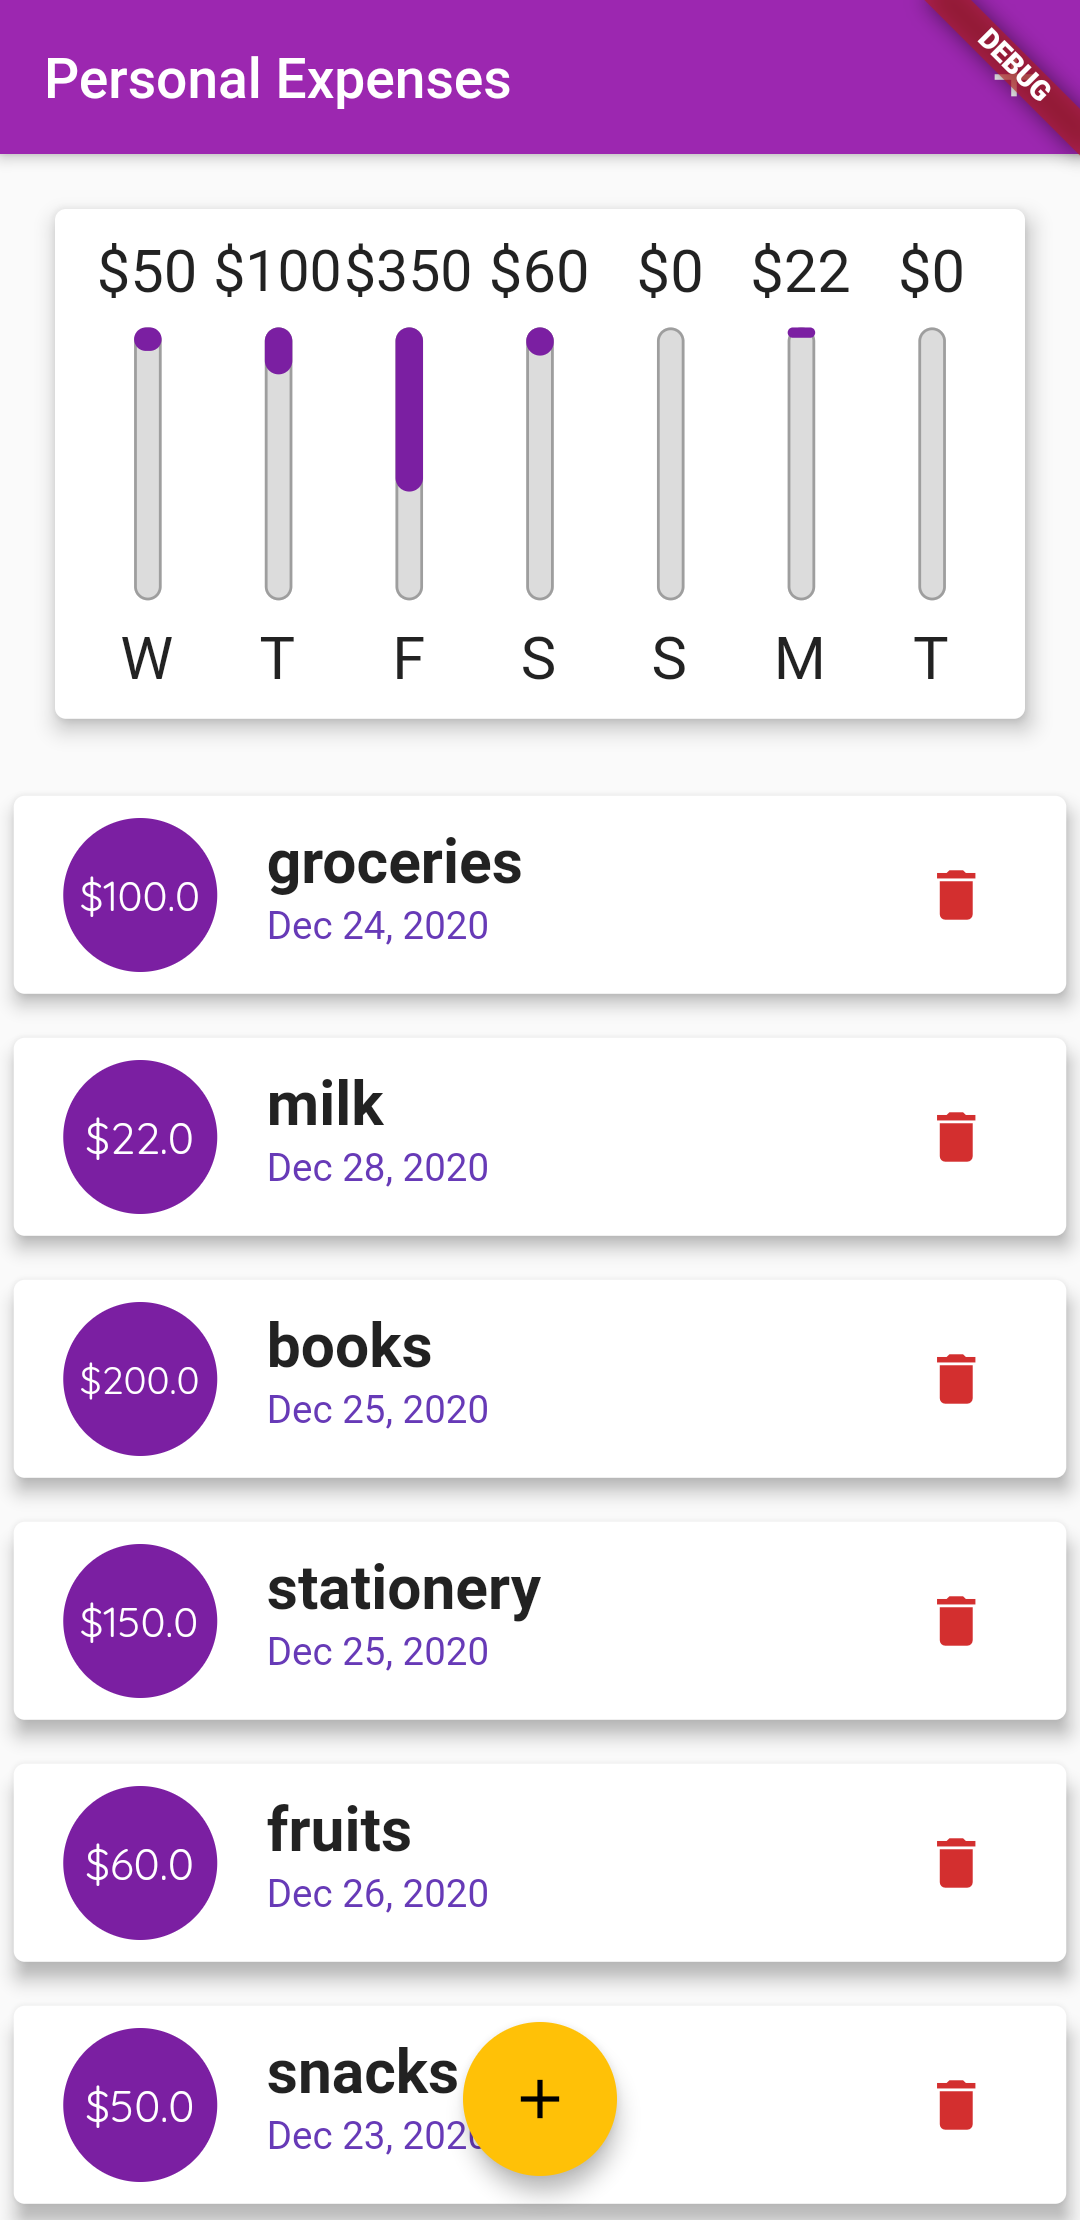 Personal Expenses
DEBUG
$50 $100 $350 $60 $0 $22 $0
W T F S S M T
$100.0
groceries
Dec 24, 2020
$22.0
milk
Dec 28, 2020
$200.0
books
Dec 25, 2020
$150.0
stationery
Dec 25, 2020
$60.0
fruits
Dec 26, 2020
$50.0
snacks
Dec 23, 2020
+